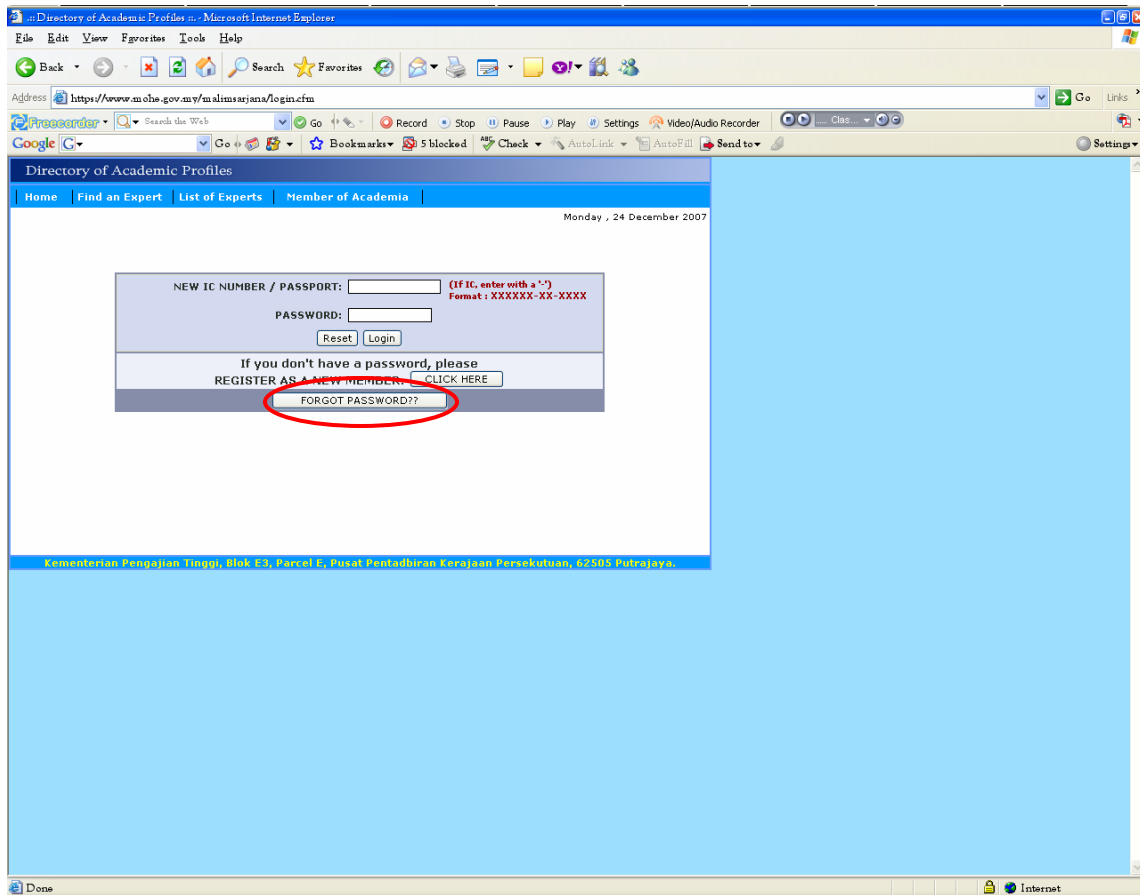 .:: Directory of Academic Profiles ::. - Microsoft Internet Explorer
File Edit View Favorites Tools Help
Back Search Favorites
Address https://www.mohe.gov.my/malimsarjana/login.cfm Go Links
Freecorder Search the Web Go Record Stop Pause Play Settings Video/Audio Recorder .... Clas...
Google G Go Bookmarks 5 blocked Check AutoLink AutoFill Send to Settings
Directory of Academic Profiles
Home Find an Expert List of Experts Member of Academia
Monday , 24 December 2007
NEW IC NUMBER / PASSPORT: (If IC, enter with a '-')
Format : XXXXXX-XX-XXXX
PASSWORD:
Reset Login
If you don't have a password, please
REGISTER AS A NEW MEMBER. CLICK HERE
FORGOT PASSWORD??
Kementerian Pengajian Tinggi, Blok E3, Parcel E, Pusat Pentadbiran Kerajaan Persekutuan, 62505 Putrajaya.
Done Internet